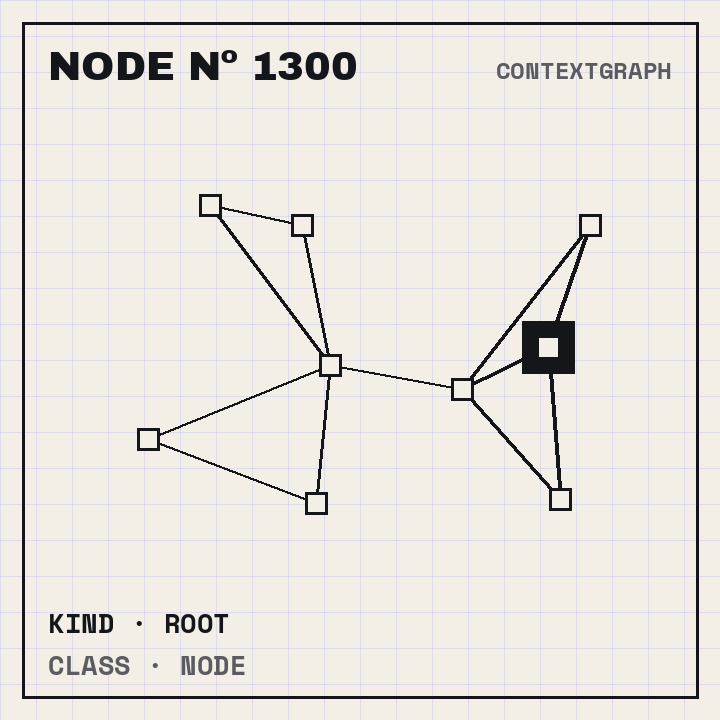 NODE Nº 1300
CONTEXTGRAPH
KIND · ROOT
CLASS · NODE